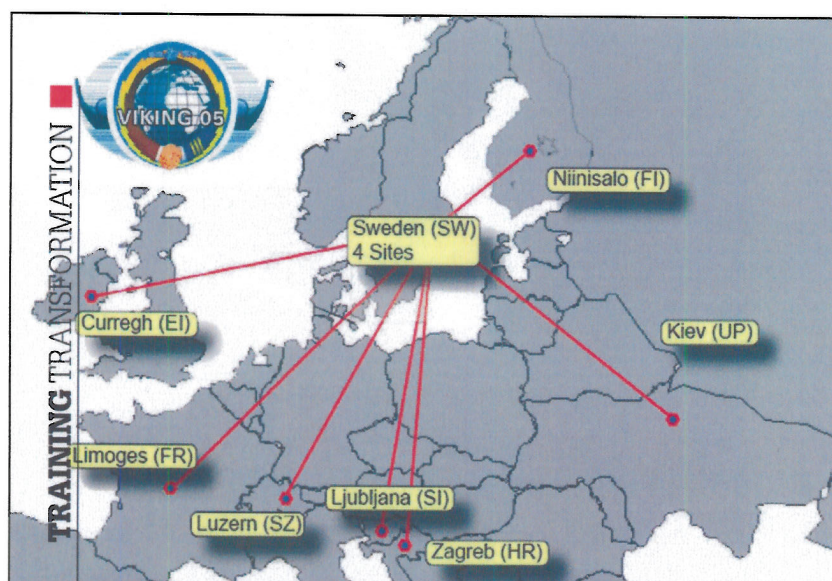 VIKING 05
TRAINING TRANSFORMATION
Niinisalo (FI)
Sweden (SW)
4 Sites
Curregh (EI)
Kiev (UP)
Limoges (FR)
Luzern (SZ)
Ljubljana (SI)
Zagreb (HR)